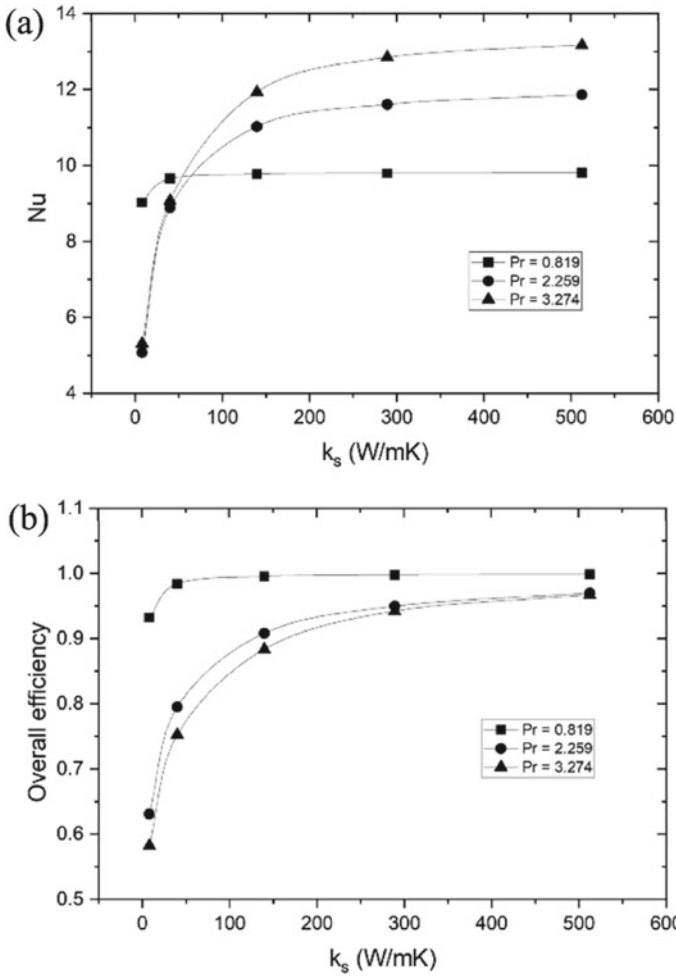 (a)
14
12
10
8
6
4
Nu
Pr = 0.819
Pr = 2.259
Pr = 3.274
0 100 200 300 400 500 600
kₛ (W/mK)
(b)
1.1
1.0
0.9
0.8
0.7
0.6
0.5
Overall efficiency
Pr = 0.819
Pr = 2.259
Pr = 3.274
0 100 200 300 400 500 600
kₛ (W/mK)